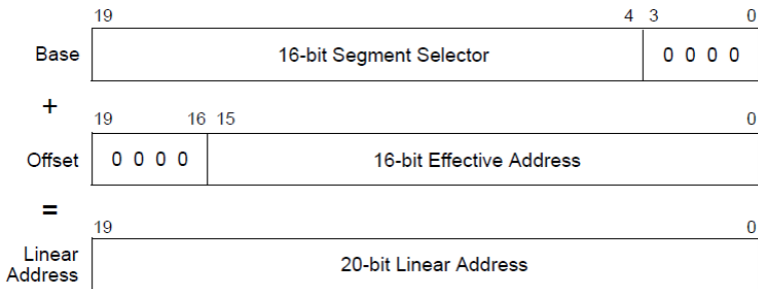 19 4 3 0
Base 16-bit Segment Selector 0 0 0 0
+
19 16 15 0
Offset 0 0 0 0 16-bit Effective Address
=
19 0
Linear
Address 20-bit Linear Address